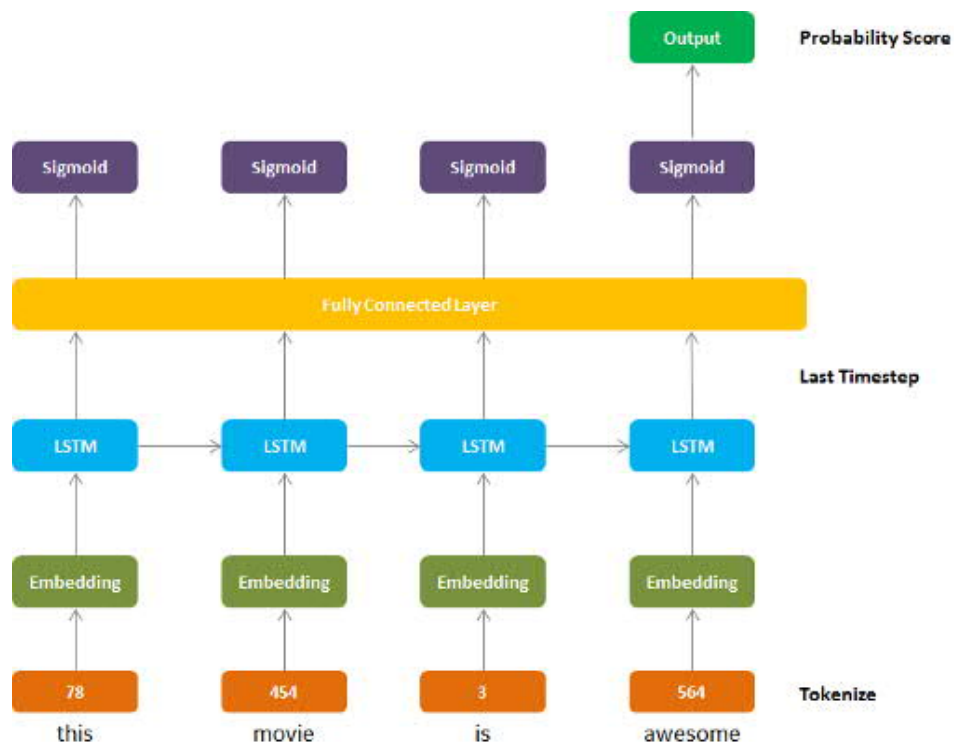 Output Probability Score
Sigmoid Sigmoid Sigmoid Sigmoid
Fully Connected Layer
Last Timestep
LSTM LSTM LSTM LSTM
Embedding Embedding Embedding Embedding
78 454 3 564 Tokenize
this movie is awesome